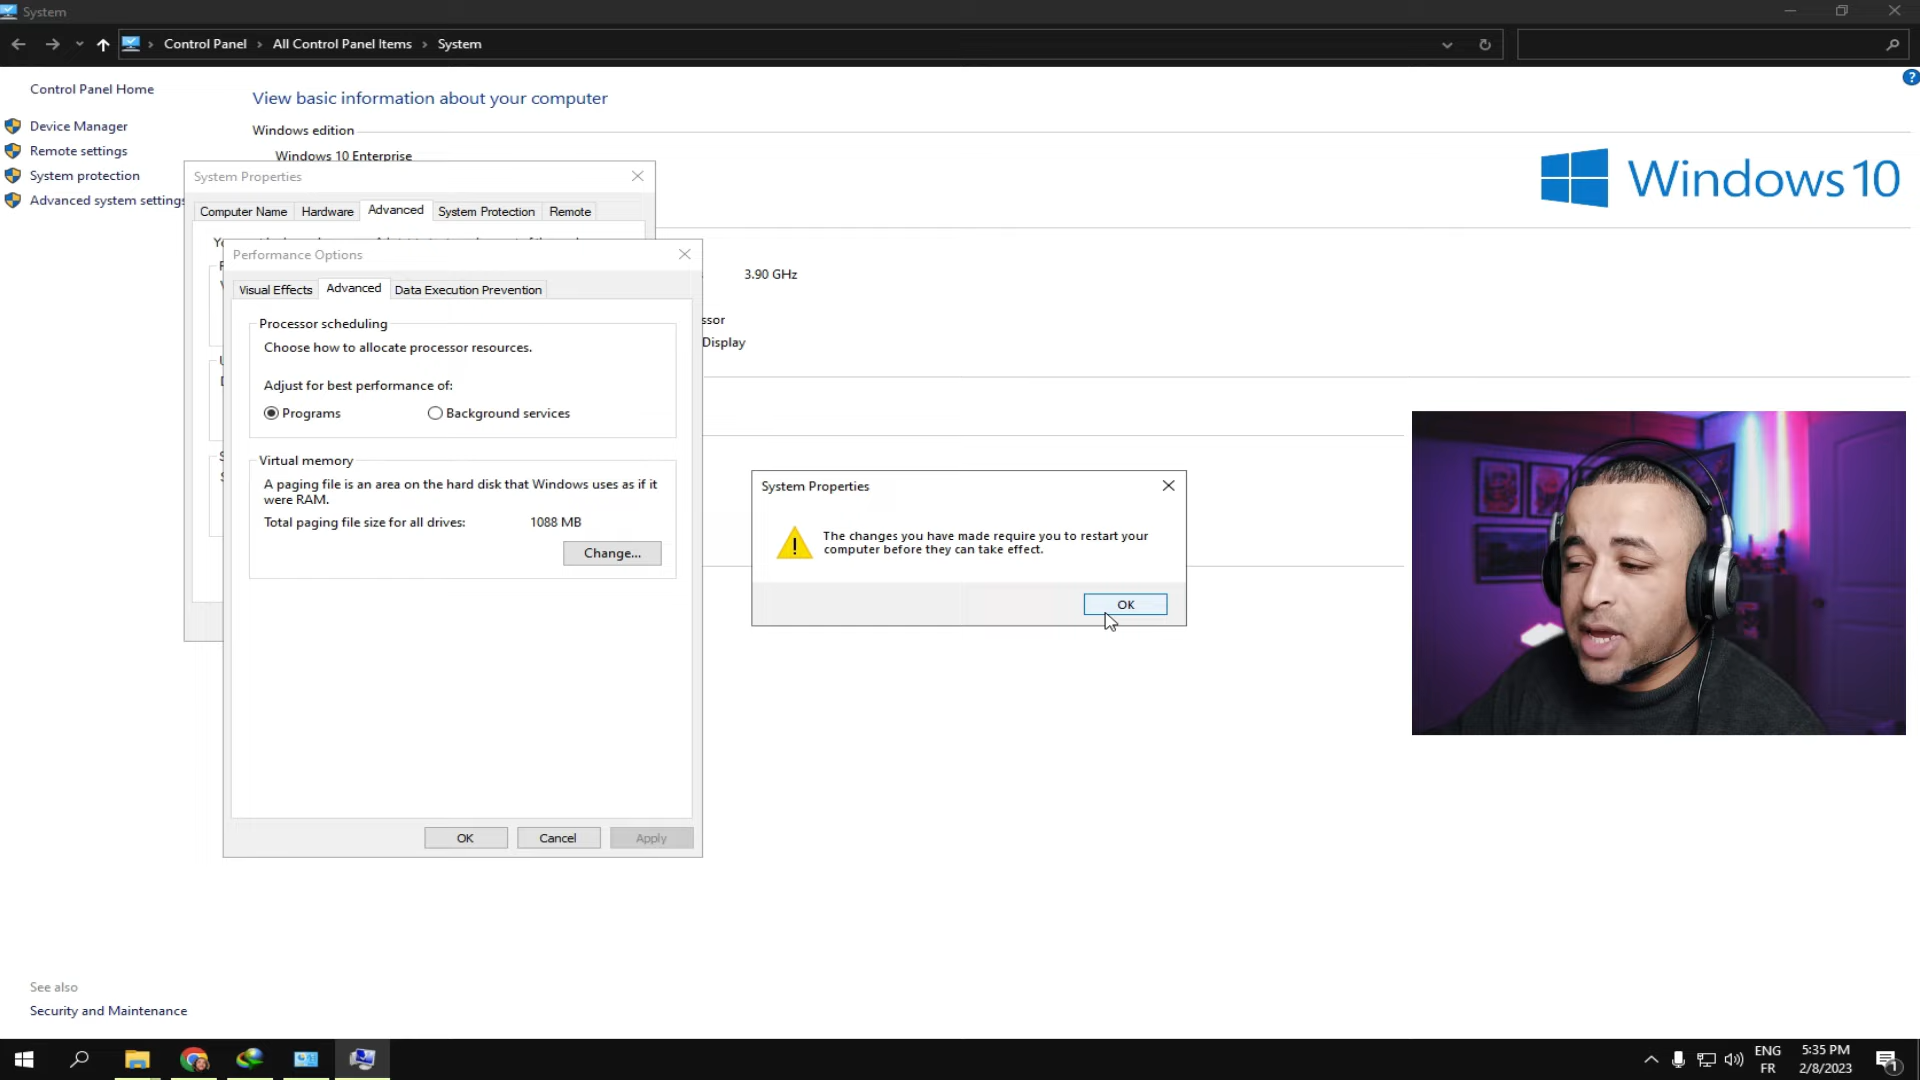 System
Control Panel > All Control Panel Items > System
Control Panel Home
Device Manager
Remote settings
System protection
Advanced system settings
View basic information about your computer
Windows edition
Windows 10 Enterprise
Windows 10
3.90 GHz
ssor
Display
System Properties
Computer Name Hardware Advanced System Protection Remote
Performance Options
Visual Effects Advanced Data Execution Prevention
Processor scheduling
Choose how to allocate processor resources.
Adjust for best performance of:
Programs Background services
Virtual memory
A paging file is an area on the hard disk that Windows uses as if it
were RAM.
Total paging file size for all drives: 1088 MB
Change...
OK Cancel Apply
System Properties
The changes you have made require you to restart your
computer before they can take effect.
OK
See also
Security and Maintenance
ENG
FR
5:35 PM
2/8/2023
1